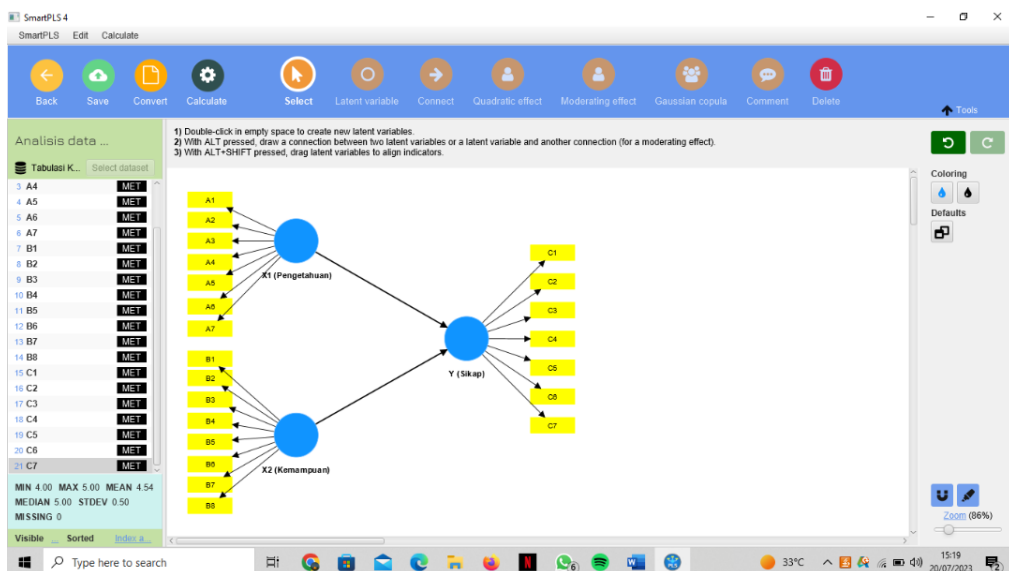 SmartPLS 4
SmartPLS Edit Calculate
Back Save Convert Calculate Select Latent variable Connect Quadratic effect Moderating effect Gaussian copula Comment Delete
Tools
Analisis data ...
Tabulasi K... Select dataset
1) Double-click in empty space to create new latent variables.
2) With ALT pressed, draw a connection between two latent variables or a latent variable and another connection (for a moderating effect).
3) With ALT+SHIFT pressed, drag latent variables to align indicators.
3 A4 MET
4 A5 MET
5 A6 MET
6 A7 MET
7 B1 MET
8 B2 MET
9 B3 MET
10 B4 MET
11 B5 MET
12 B6 MET
13 B7 MET
14 B8 MET
15 C1 MET
16 C2 MET
17 C3 MET
18 C4 MET
19 C5 MET
20 C6 MET
21 C7 MET
MIN 4.00 MAX 5.00 MEAN 4.54
MEDIAN 5.00 STDEV 0.50
MISSING 0
Visible ... Sorted Index a...
A1
A2
A3
A4
A5
A6
A7
X1 (Pengetahuan)
B1
B2
B3
B4
B5
B6
B7
B8
X2 (Kemampuan)
Y (Sikap)
C1
C2
C3
C4
C5
C6
C7
Coloring
Defaults
Zoom (86%)
Type here to search
33°C
15:19
20/07/2023